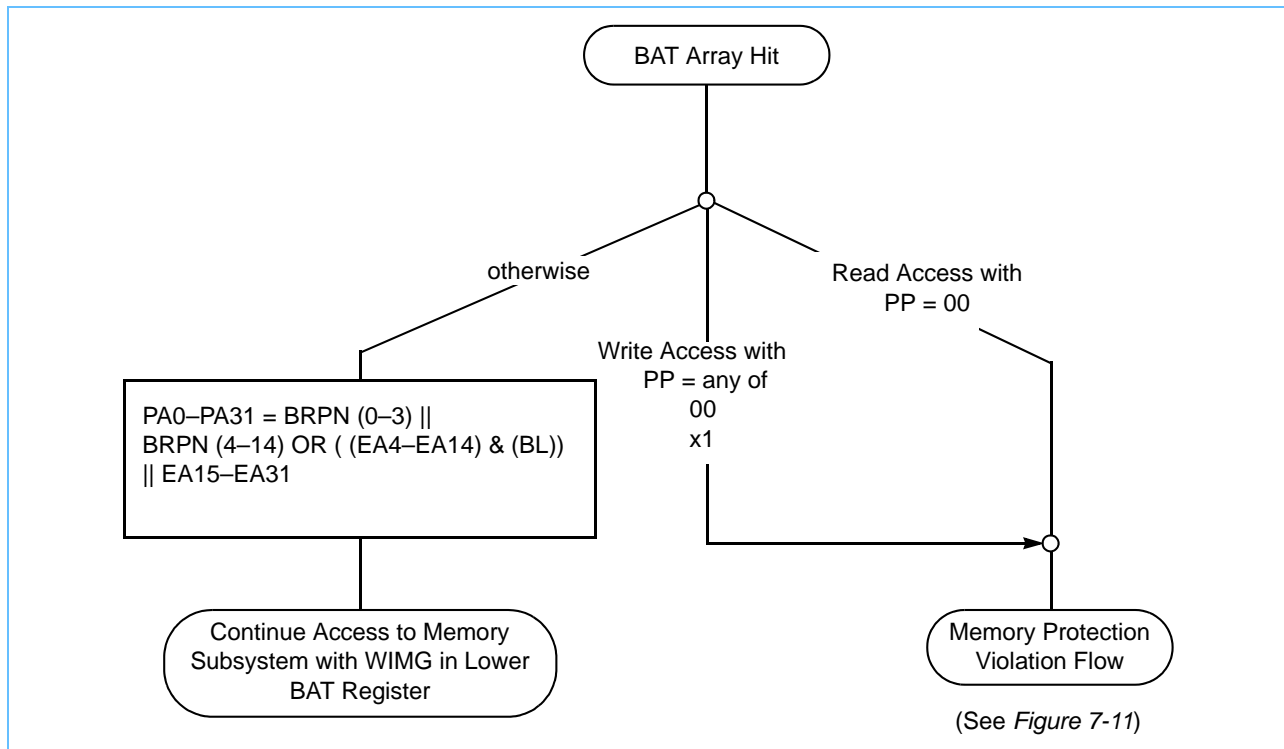 BAT Array Hit
otherwise
Read Access with
PP = 00
Write Access with
PP = any of
00
x1
PA0–PA31 = BRPN (0–3) ||
BRPN (4–14) OR ( (EA4–EA14) & (BL))
|| EA15–EA31
Continue Access to Memory
Subsystem with WIMG in Lower
BAT Register
Memory Protection
Violation Flow
(See Figure 7-11)